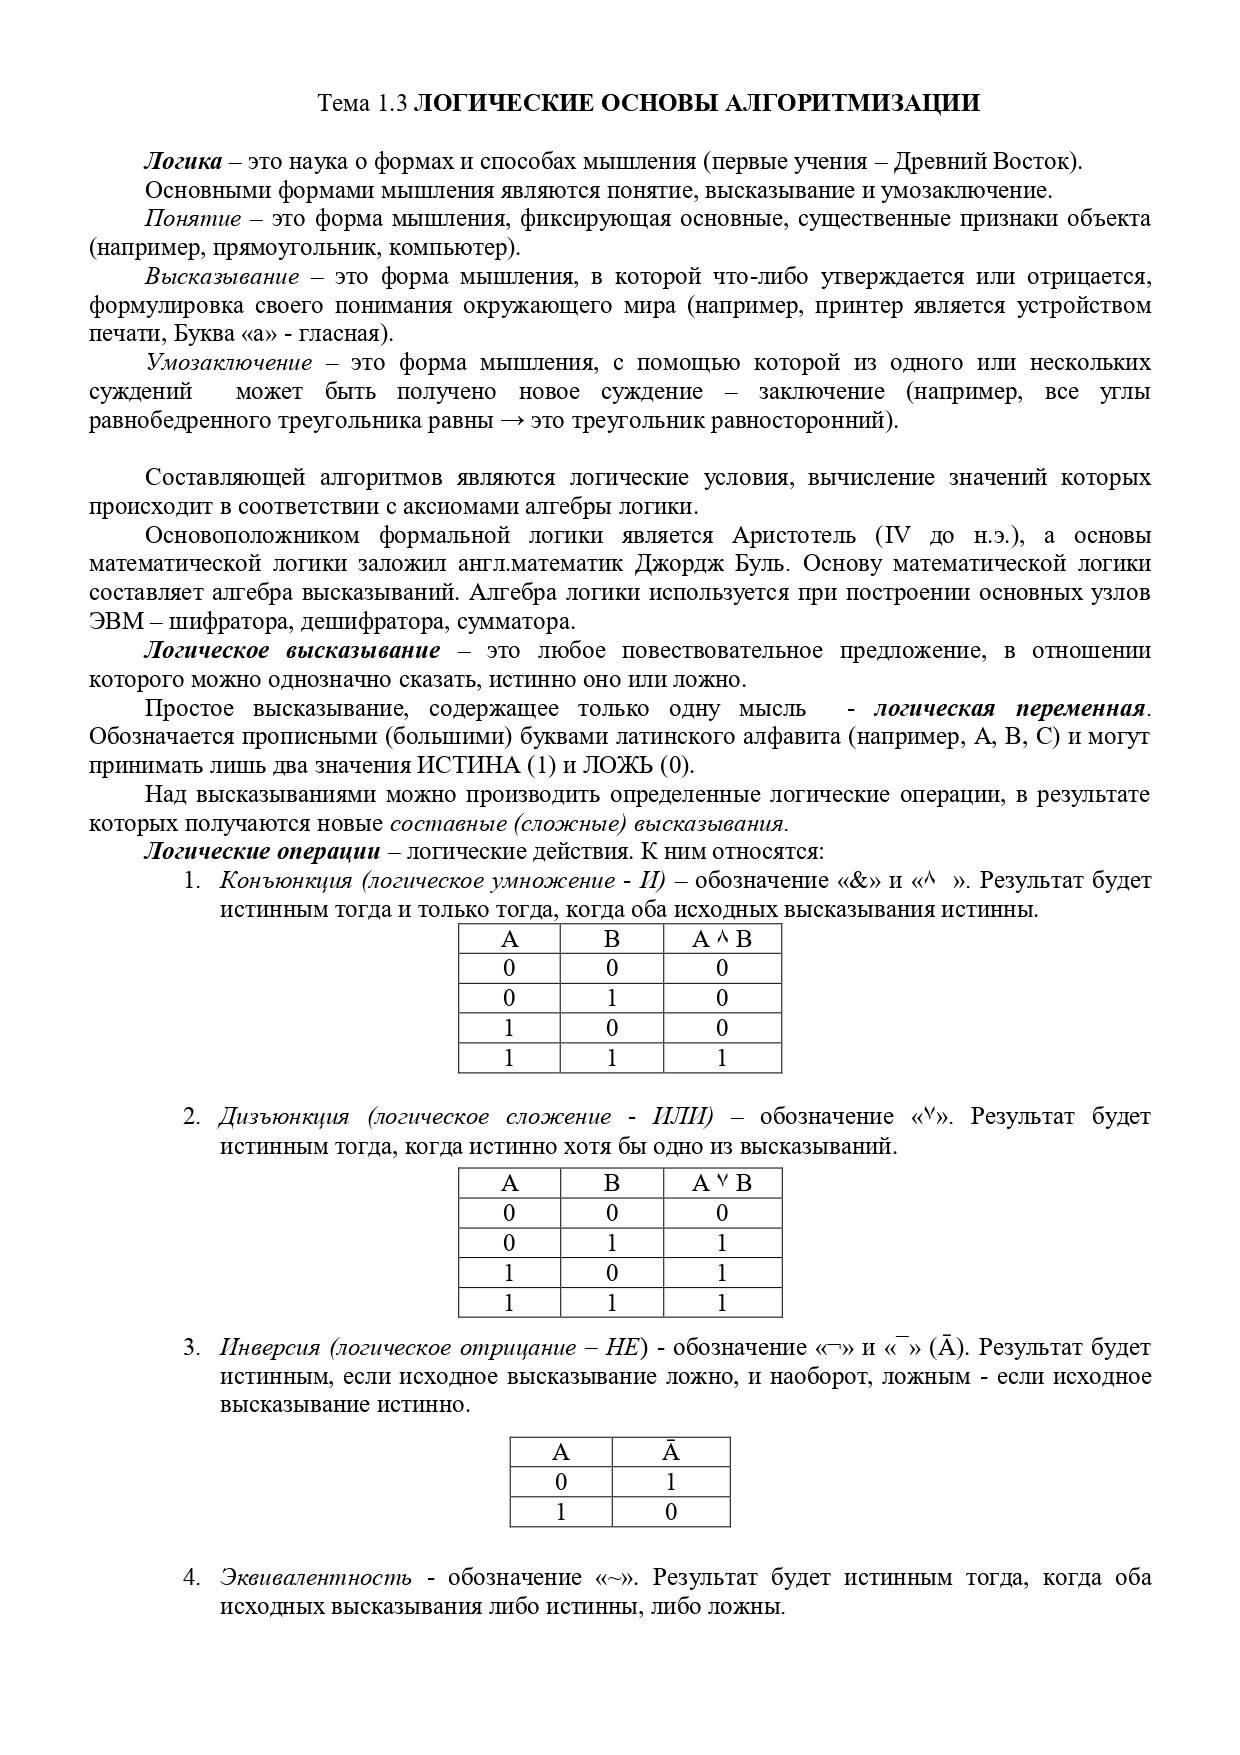 Тема 1.3 ЛОГИЧЕСКИЕ ОСНОВЫ АЛГОРИТМИЗАЦИИ
Логика – это наука о формах и способах мышления (первые учения – Древний Восток).
Основными формами мышления являются понятие, высказывание и умозаключение.
Понятие – это форма мышления, фиксирующая основные, существенные признаки объекта
(например, прямоугольник, компьютер).
Высказывание – это форма мышления, в которой что-либо утверждается или отрицается,
формулировка своего понимания окружающего мира (например, принтер является устройством
печати, Буква «а» - гласная).
Умозаключение – это форма мышления, с помощью которой из одного или нескольких
суждений может быть получено новое суждение – заключение (например, все углы
равнобедренного треугольника равны → это треугольник равносторонний).
Составляющей алгоритмов являются логические условия, вычисление значений которых
происходит в соответствии с аксиомами алгебры логики.
Основоположником формальной логики является Аристотель (IV до н.э.), а основы
математической логики заложил англ.математик Джордж Буль. Основу математической логики
составляет алгебра высказываний. Алгебра логики используется при построении основных узлов
ЭВМ – шифратора, дешифратора, сумматора.
Логическое высказывание – это любое повествовательное предложение, в отношении
которого можно однозначно сказать, истинно оно или ложно.
Простое высказывание, содержащее только одну мысль - логическая переменная.
Обозначается прописными (большими) буквами латинского алфавита (например, А, В, С) и могут
принимать лишь два значения ИСТИНА (1) и ЛОЖЬ (0).
Над высказываниями можно производить определенные логические операции, в результате
которых получаются новые составные (сложные) высказывания.
Логические операции – логические действия. К ним относятся:
1. Конъюнкция (логическое умножение - И) – обозначение «&» и «٨ ». Результат будет
истинным тогда и только тогда, когда оба исходных высказывания истинны.
А В А ٨ В
0 0 0
0 1 0
1 0 0
1 1 1
2. Дизъюнкция (логическое сложение - ИЛИ) – обозначение «٧». Результат будет
истинным тогда, когда истинно хотя бы одно из высказываний.
А В А ٧ В
0 0 0
0 1 1
1 0 1
1 1 1
3. Инверсия (логическое отрицание – НЕ) - обозначение «¬» и «¯» (Ā). Результат будет
истинным, если исходное высказывание ложно, и наоборот, ложным - если исходное
высказывание истинно.
А Ā
0 1
1 0
4. Эквивалентность - обозначение «~». Результат будет истинным тогда, когда оба
исходных высказывания либо истинны, либо ложны.